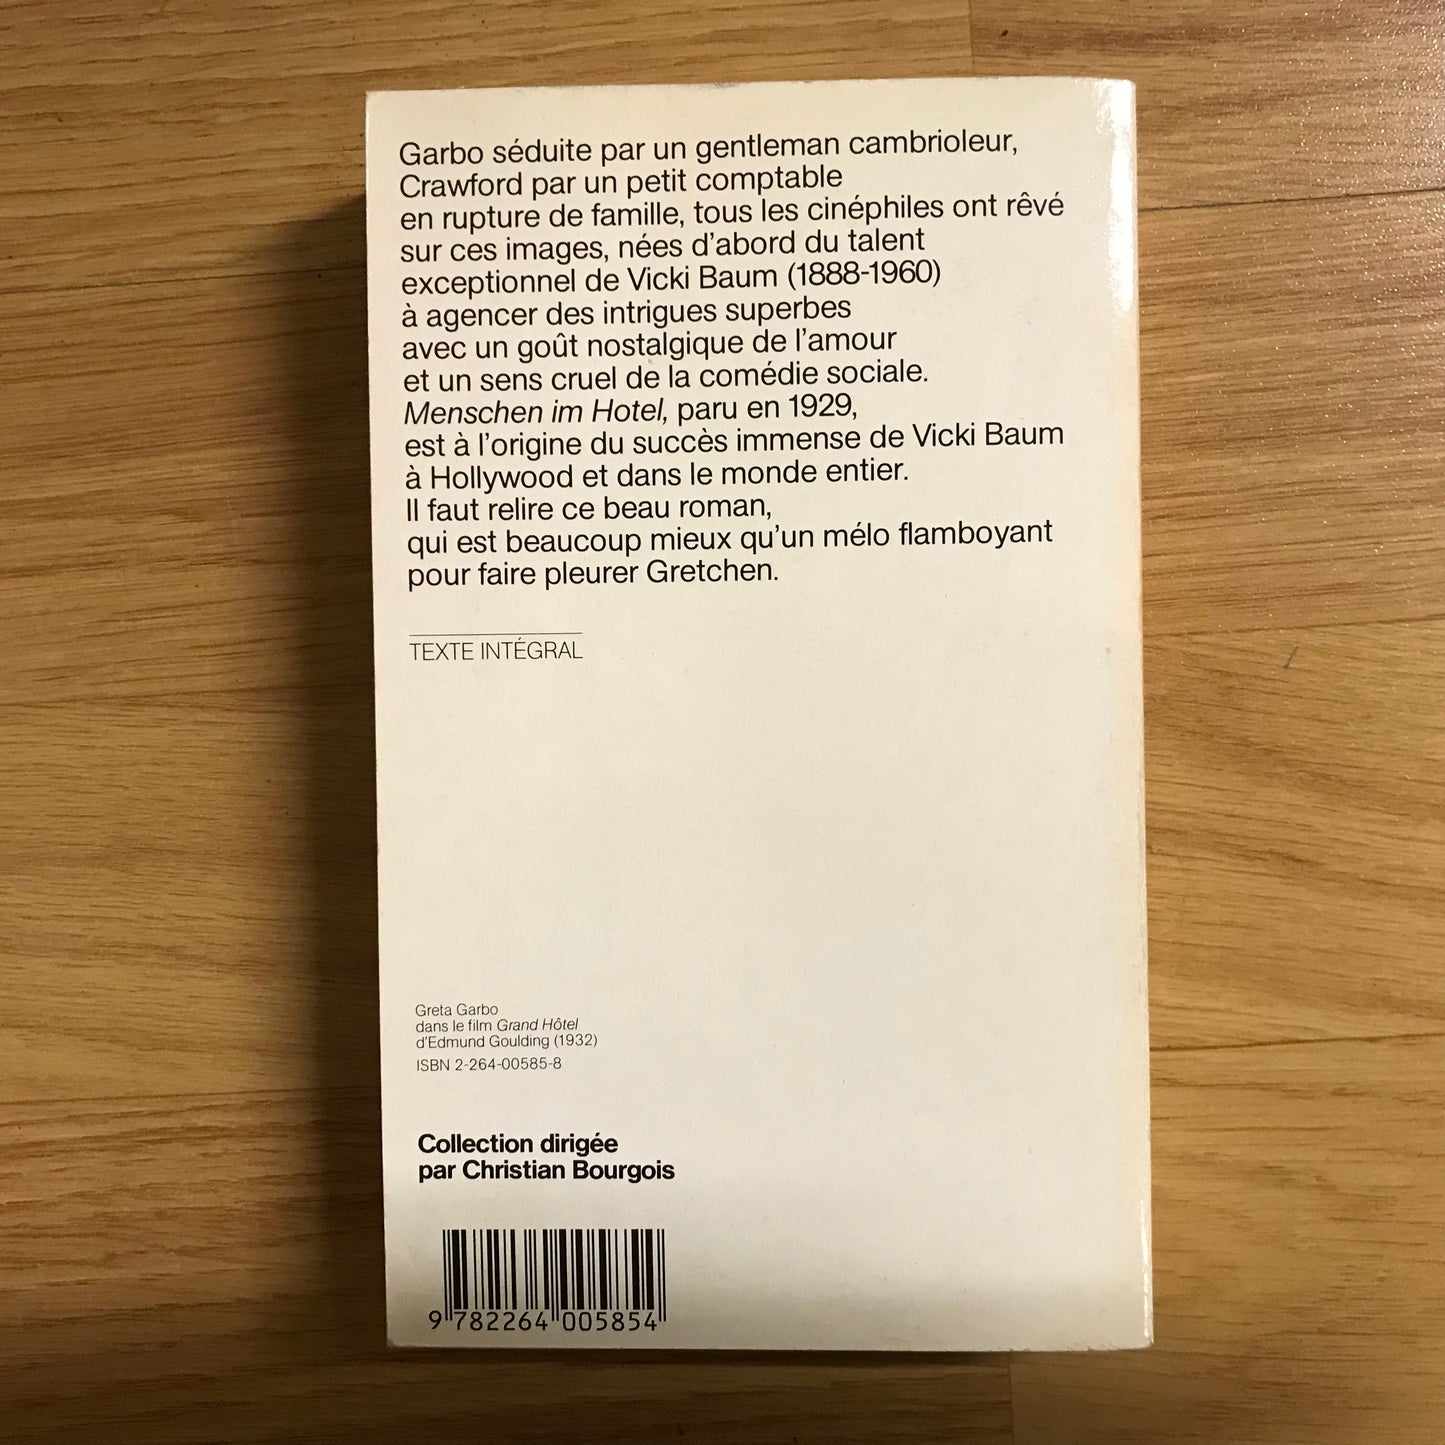 Garbo séduite par un gentleman cambrioleur,
Crawford par un petit comptable
en rupture de famille, tous les cinéphiles ont rêvé
sur ces images, nées d'abord du talent
exceptionnel de Vicki Baum (1888-1960)
à agencer des intrigues superbes
avec un goût nostalgique de l'amour
et un sens cruel de la comédie sociale.
Menschen im Hotel, paru en 1929,
est à l'origine du succès immense de Vicki Baum
à Hollywood et dans le monde entier.
Il faut relire ce beau roman,
qui est beaucoup mieux qu'un mélo flamboyant
pour faire pleurer Gretchen.
TEXTE INTÉGRAL
Greta Garbo
dans le film Grand Hôtel
d'Edmund Goulding (1932)
ISBN 2-264-00585-8
Collection dirigée
par Christian Bourgois
9 782264 005854